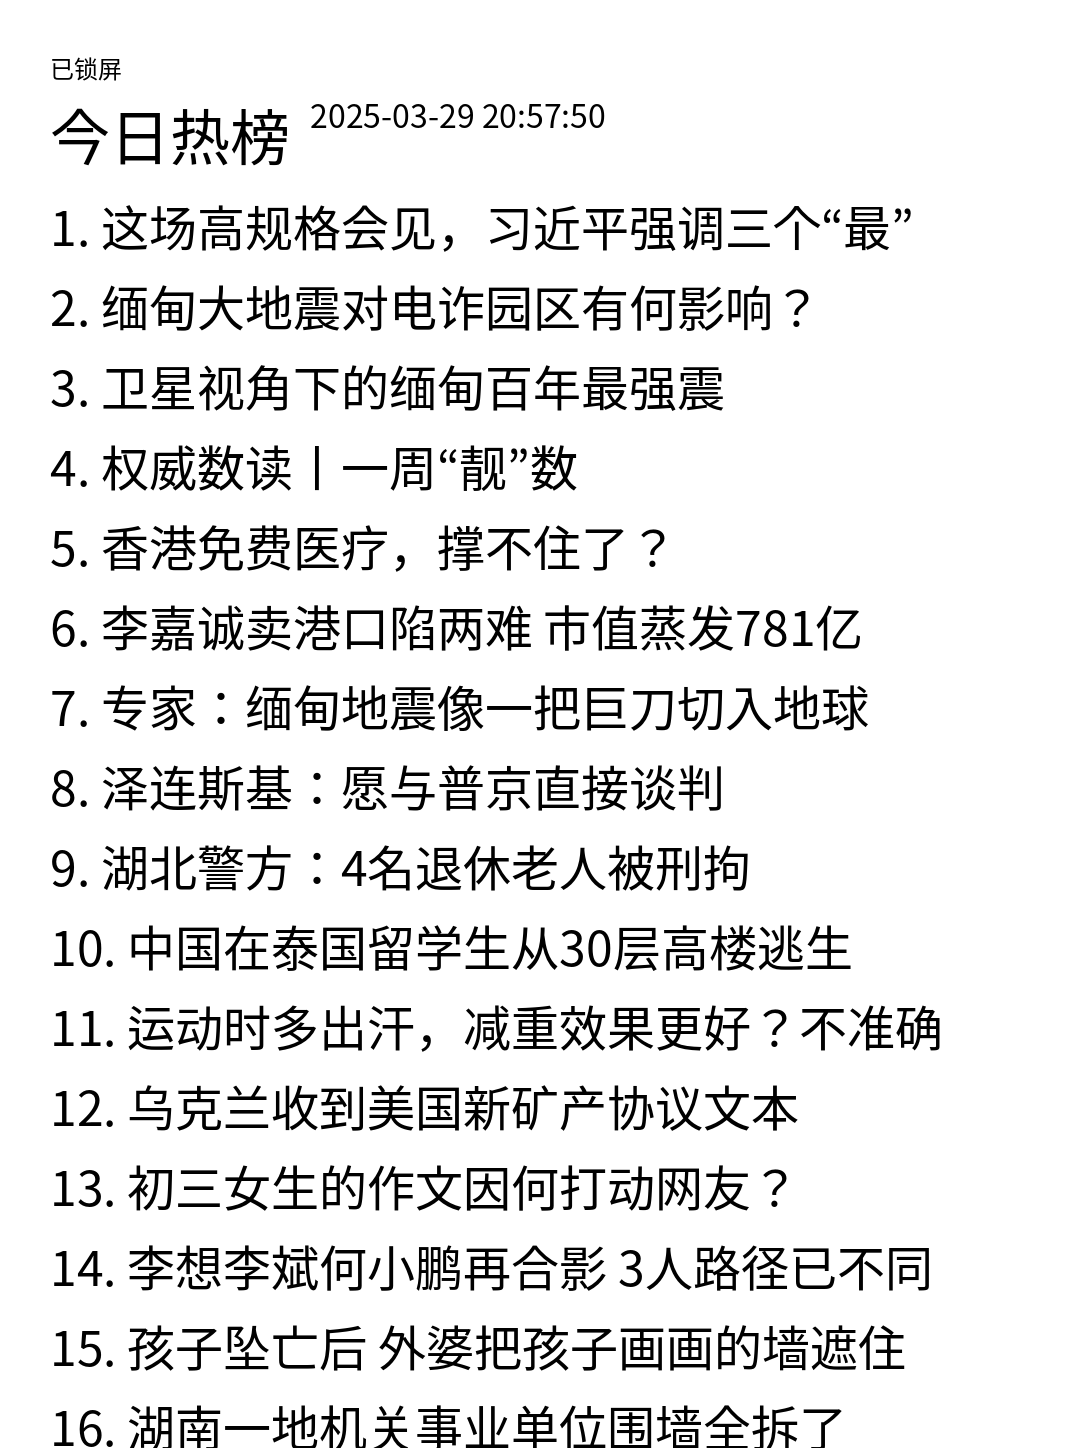 已锁屏
今日热榜 2025-03-29 20:57:50
1. 这场高规格会见，习近平强调三个“最”
2. 缅甸大地震对电诈园区有何影响？
3. 卫星视角下的缅甸百年最强震
4. 权威数读丨一周“靓”数
5. 香港免费医疗，撑不住了？
6. 李嘉诚卖港口陷两难 市值蒸发781亿
7. 专家：缅甸地震像一把巨刀切入地球
8. 泽连斯基：愿与普京直接谈判
9. 湖北警方：4名退休老人被刑拘
10. 中国在泰国留学生从30层高楼逃生
11. 运动时多出汗，减重效果更好？不准确
12. 乌克兰收到美国新矿产协议文本
13. 初三女生的作文因何打动网友？
14. 李想李斌何小鹏再合影 3人路径已不同
15. 孩子坠亡后 外婆把孩子画画的墙遮住
16. 湖南一地机关事业单位围墙全拆了